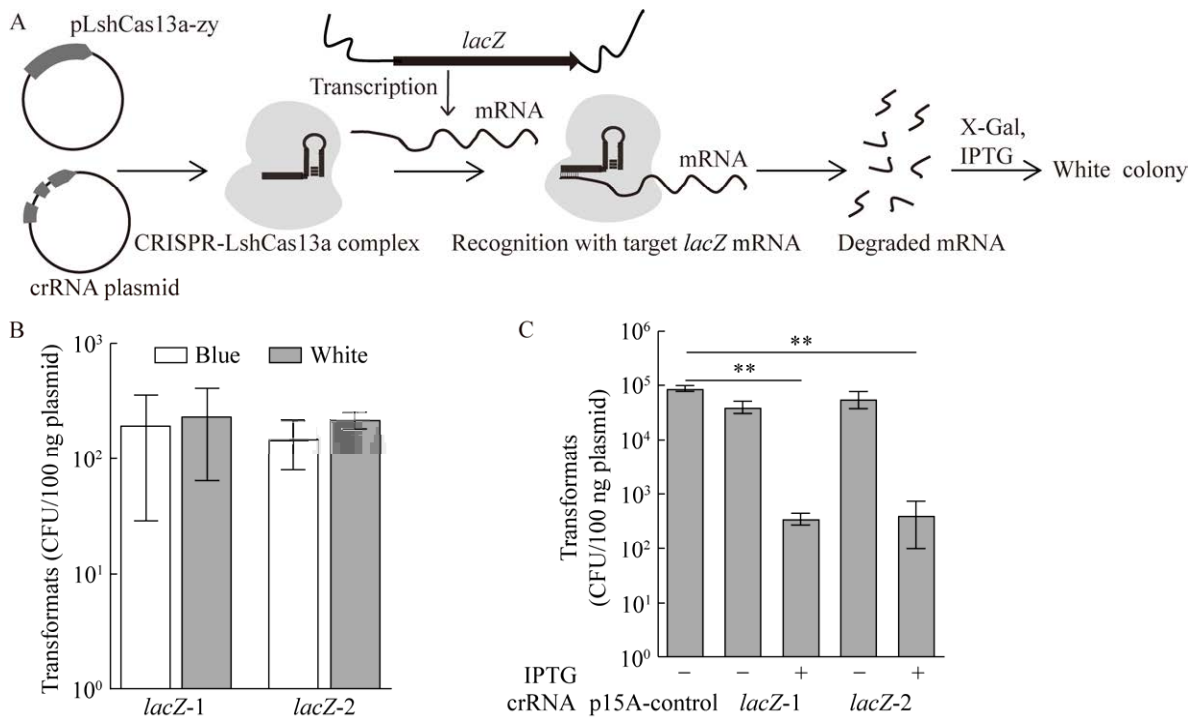 A
pLshCas13a-zy
lacZ
Transcription
mRNA
mRNA
X-Gal,
IPTG
White colony
CRISPR-LshCas13a complex
Recognition with target lacZ mRNA
Degraded mRNA
crRNA plasmid
B
Transformats (CFU/100 ng plasmid)
10³
10²
10¹
10⁰
Blue
White
lacZ-1
lacZ-2
C
Transformats
(CFU/100 ng plasmid)
10⁶
10⁵
10⁴
10³
10²
10¹
10⁰
**
**
IPTG − − + − +
crRNA p15A-control lacZ-1 lacZ-2